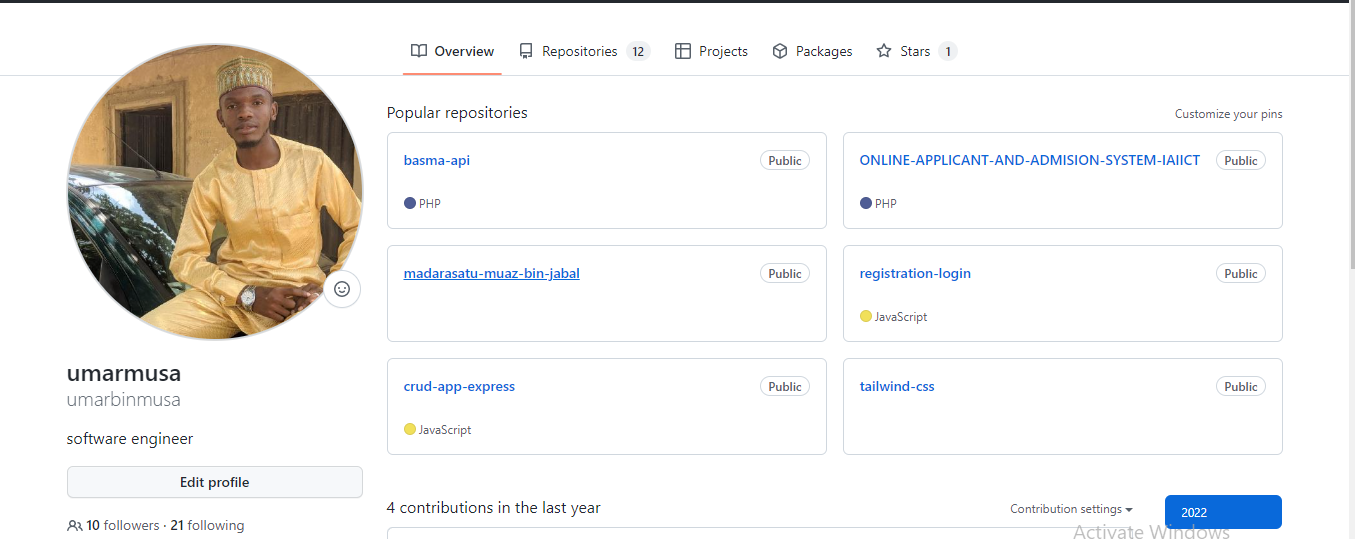 Overview Repositories 12 Projects Packages Stars 1
Popular repositories
Customize your pins
basma-api Public
PHP
ONLINE-APPLICANT-AND-ADMISION-SYSTEM-IAIICT Public
PHP
madarasatu-muaz-bin-jabal Public
registration-login Public
JavaScript
crud-app-express Public
JavaScript
tailwind-css Public
umarmusa
umarbinmusa
software engineer
Edit profile
10 followers · 21 following
4 contributions in the last year
Contribution settings
2022
Activate Windows